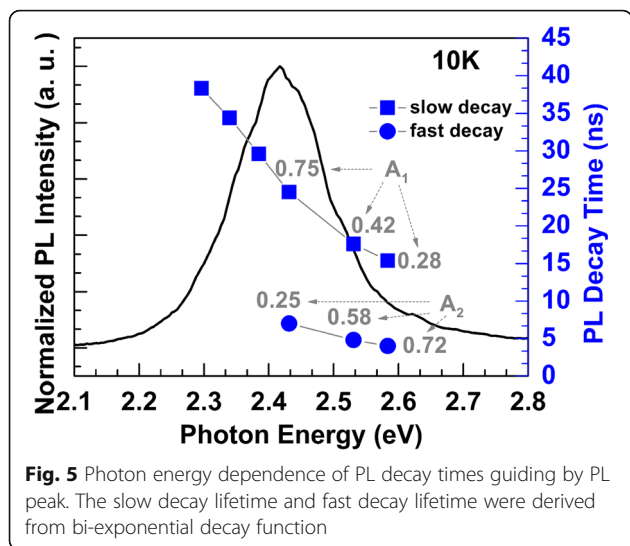 10K
slow decay
fast decay
0.75
A1
0.42
0.28
0.25
A2
0.58
0.72
Normalized PL Intensity (a. u.)
PL Decay Time (ns)
45
40
35
30
25
20
15
10
5
0
2.1 2.2 2.3 2.4 2.5 2.6 2.7 2.8
Photon Energy (eV)
Fig. 5 Photon energy dependence of PL decay times guiding by PL
peak. The slow decay lifetime and fast decay lifetime were derived
from bi-exponential decay function